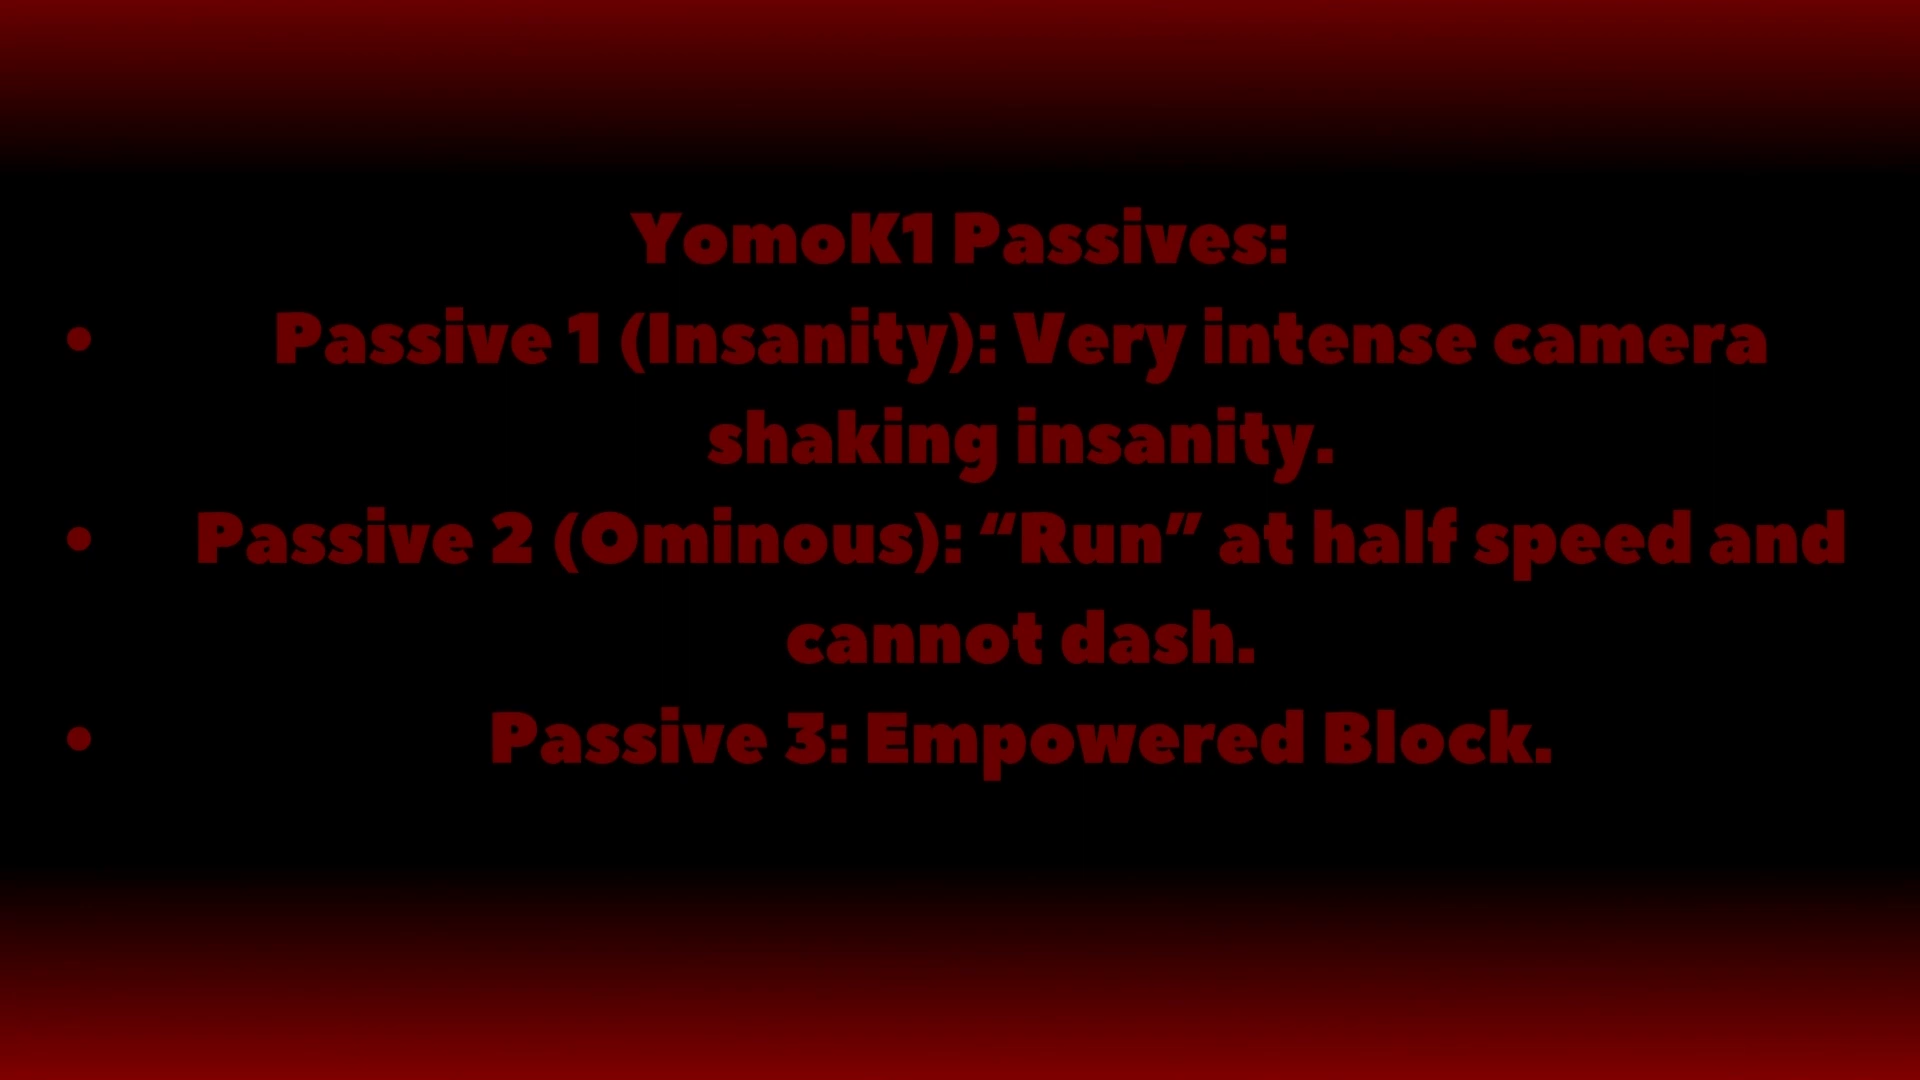 YomoK1 Passives:
• Passive 1 (Insanity): Very intense camera
shaking insanity.
• Passive 2 (Ominous): “Run” at half speed and
cannot dash.
• Passive 3: Empowered Block.